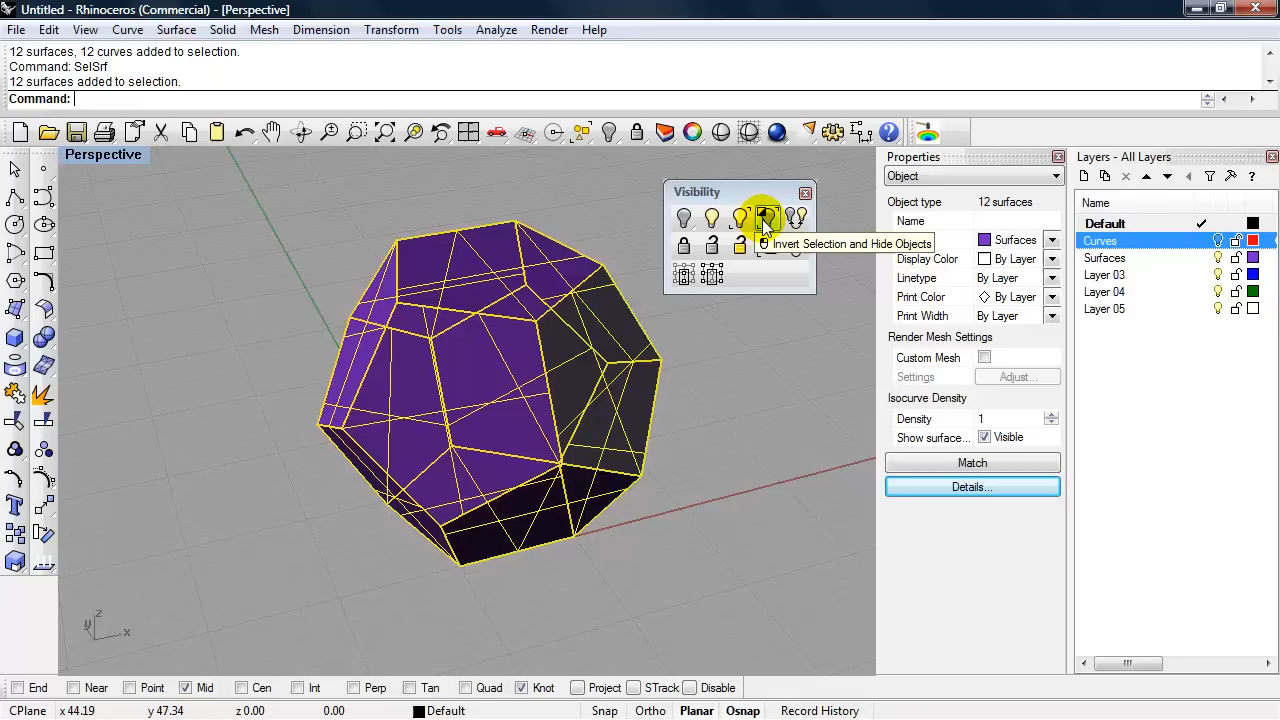 Untitled - Rhinoceros (Commercial) - [Perspective]
File Edit View Curve Surface Solid Mesh Dimension Transform Tools Analyze Render Help
12 surfaces, 12 curves added to selection.
Command: SelSrf
12 surfaces added to selection.
Command:
Perspective
Visibility
Invert Selection and Hide Objects
z
y
x
Properties
Object
Object type 12 surfaces
Name
Surfaces
Display Color By Layer
Linetype By Layer
Print Color By Layer
Print Width By Layer
Render Mesh Settings
Custom Mesh
Settings Adjust...
Isocurve Density
Density 1
Show surface... Visible
Match
Details...
Layers - All Layers
Name
Default
Curves
Surfaces
Layer 03
Layer 04
Layer 05
End Near Point Mid Cen Int Perp Tan Quad Knot Project STrack Disable
CPlane x 44.19 y 47.34 z 0.00 0.00 Default Snap Ortho Planar Osnap Record History